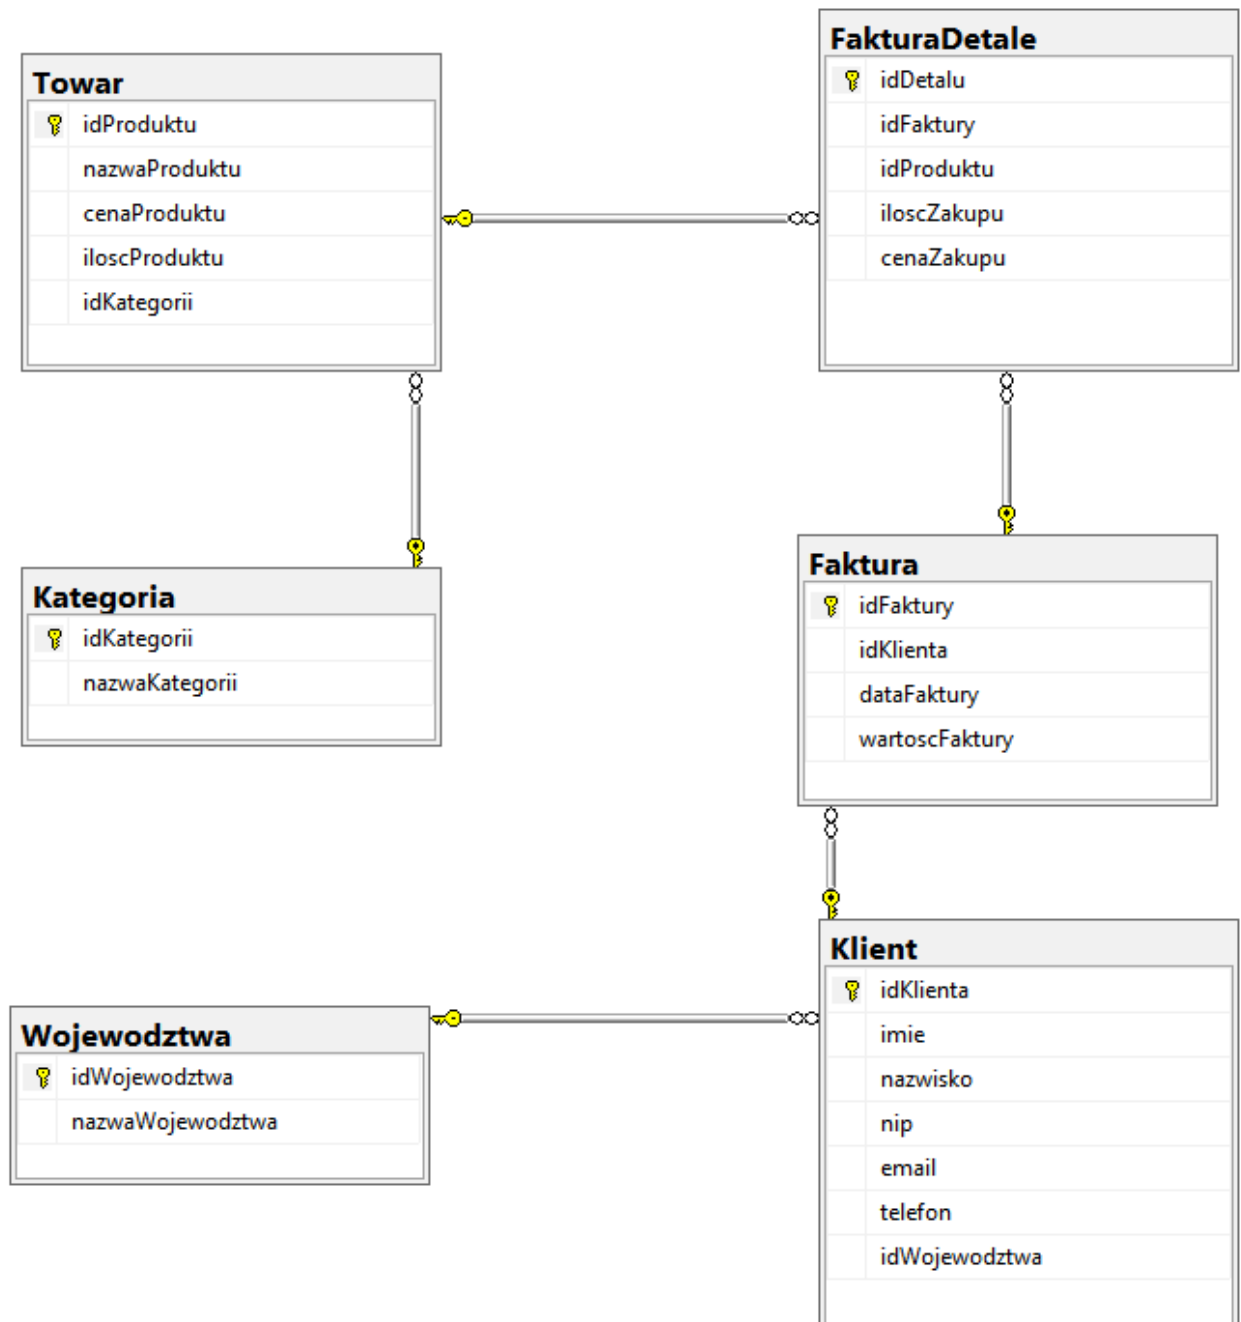 Towar
idProduktu
nazwaProduktu
cenaProduktu
iloscProduktu
idKategorii
FakturaDetale
idDetalu
idFaktury
idProduktu
iloscZakupu
cenaZakupu
Kategoria
idKategorii
nazwaKategorii
Faktura
idFaktury
idKlienta
dataFaktury
wartoscFaktury
Wojewodztwa
idWojewodztwa
nazwaWojewodztwa
Klient
idKlienta
imie
nazwisko
nip
email
telefon
idWojewodztwa